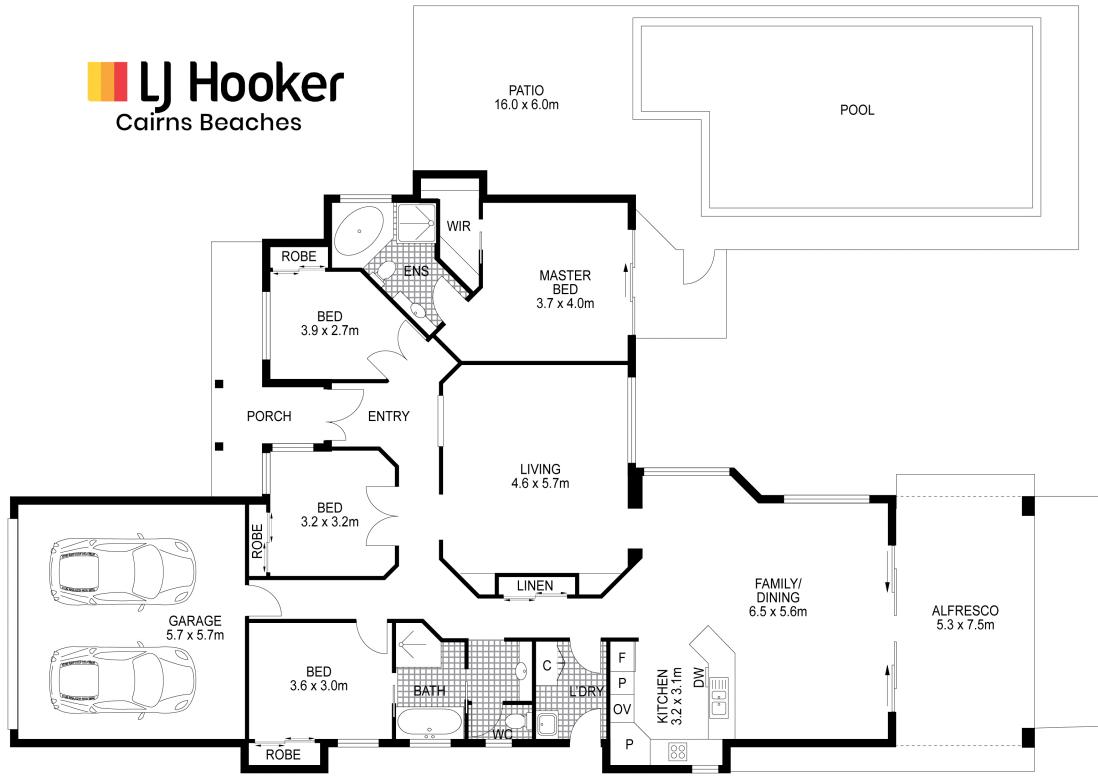 LJ Hooker
Cairns Beaches
PATIO
16.0 x 6.0m
POOL
WIR
ROBE
ENS
MASTER
BED
3.7 x 4.0m
BED
3.9 x 2.7m
PORCH
ENTRY
LIVING
4.6 x 5.7m
BED
3.2 x 3.2m
ROBE
LINEN
FAMILY/
DINING
6.5 x 5.6m
ALFRESCO
5.3 x 7.5m
GARAGE
5.7 x 5.7m
BED
3.6 x 3.0m
BATH
C
L'DRY
WC
F
P
OV
P
KITCHEN
3.2 x 3.1m
DW
ROBE